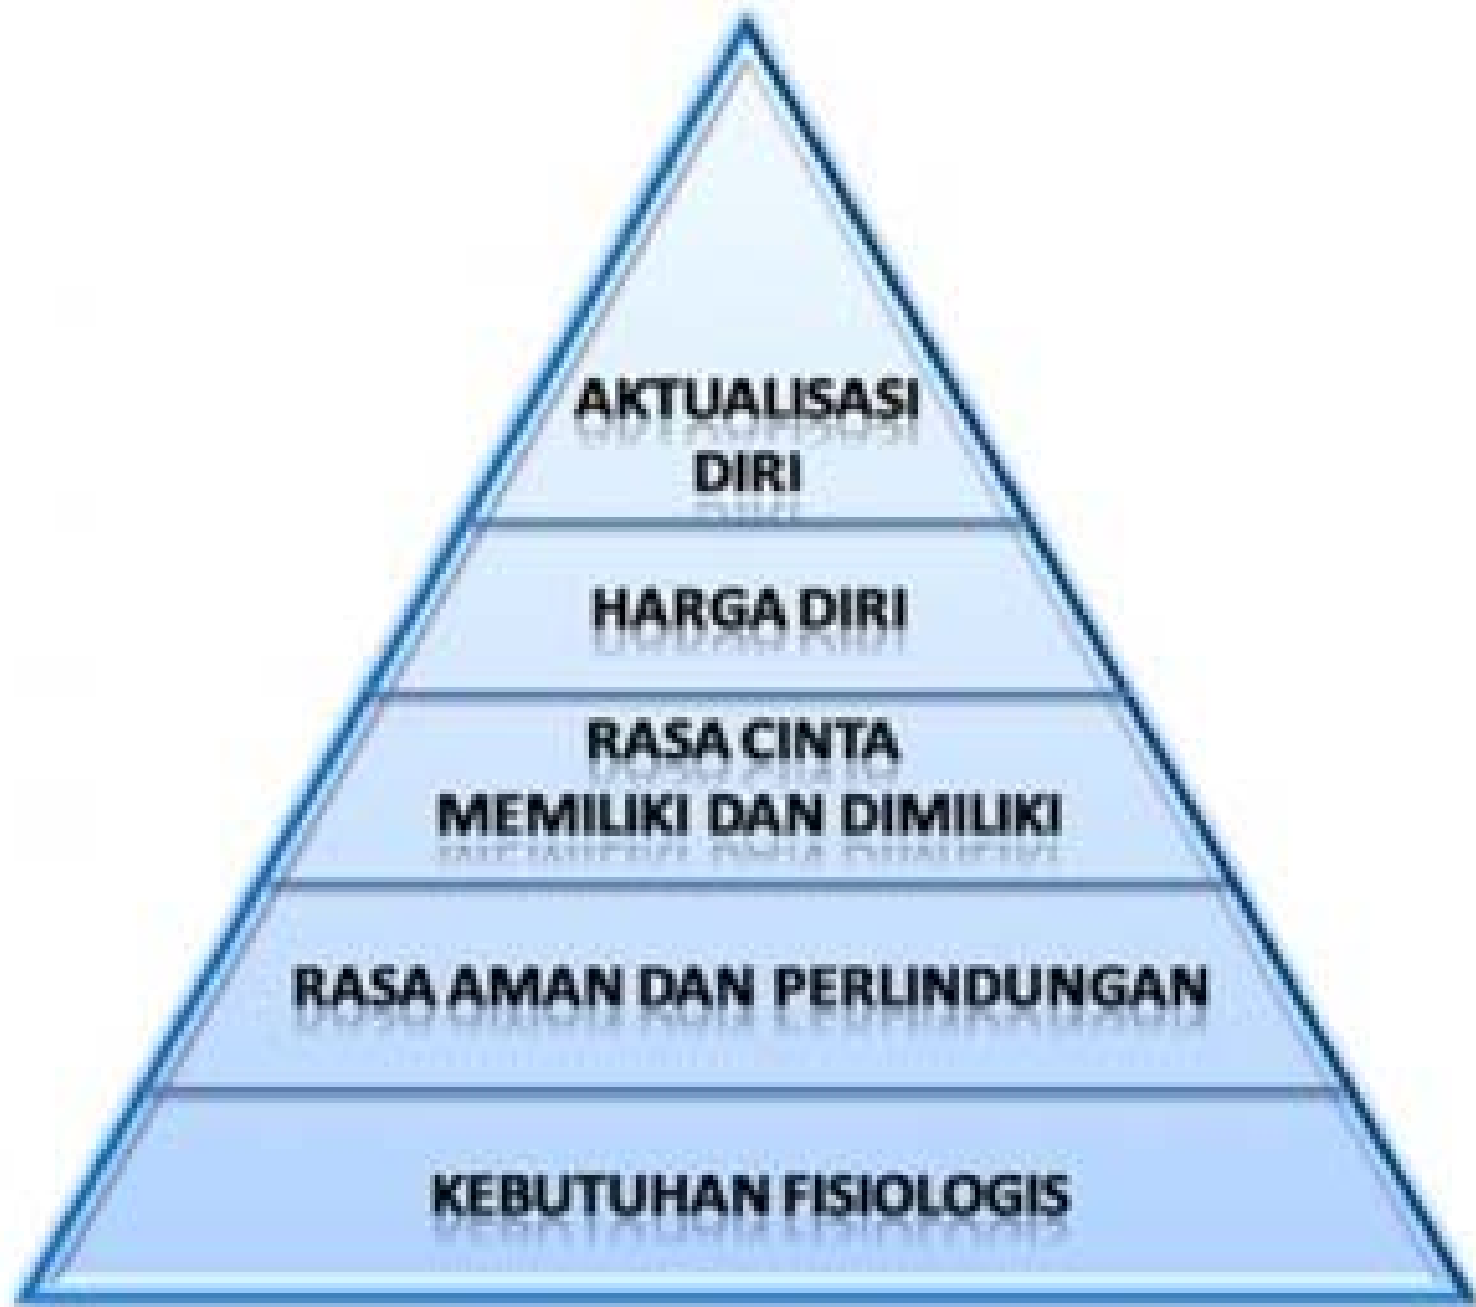 AKTUALISASI
DIRI
HARGA DIRI
RASA CINTA
MEMILIKI DAN DIMILIKI
RASA AMAN DAN PERLINDUNGAN
KEBUTUHAN FISIOLOGIS